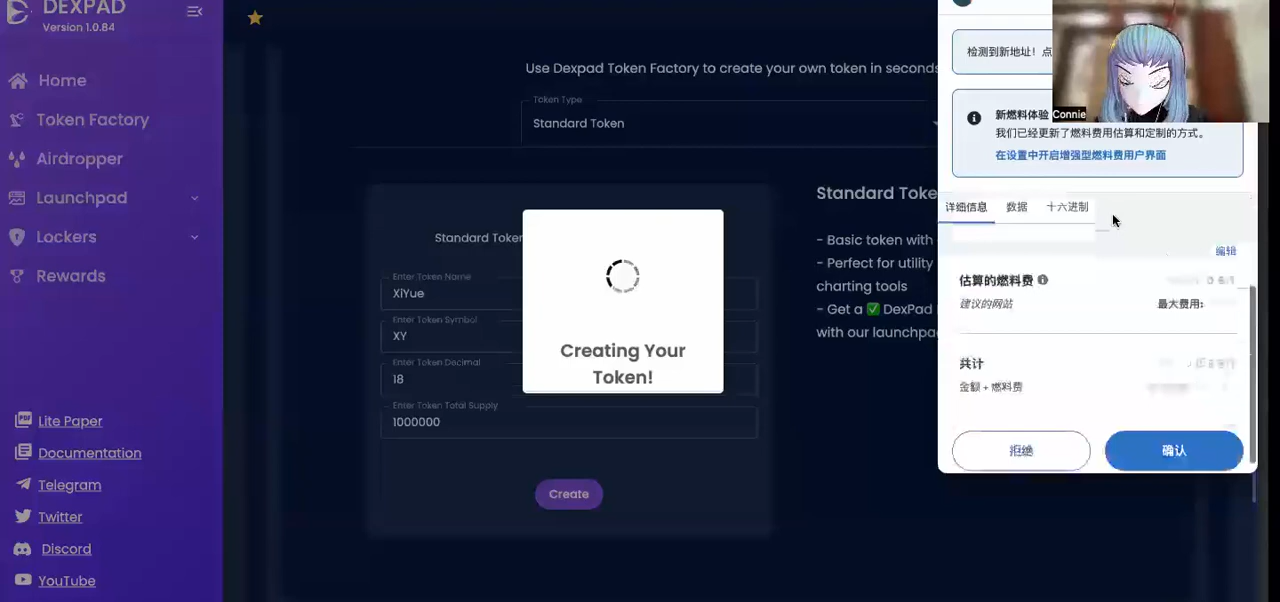 DEXPAD
Version 1.0.84
Home
Token Factory
Airdropper
Launchpad
Lockers
Rewards
Lite Paper
Documentation
Telegram
Twitter
Discord
YouTube
Use Dexpad Token Factory to create your own token in seconds
Token Type
Standard Token
Standard Token
Enter Token Name
XiYue
Enter Token Symbol
XY
Enter Token Decimal
18
Enter Token Total Supply
1000000
Create
Creating Your
Token!
Standard Toke
- Basic token with
- Perfect for utility
charting tools
- Get a ✅ DexPad
with our launchpa
检测到新地址！点
Connie
新燃料体验
我们已经更新了燃料费用估算和定制的方式。
在设置中开启增强型燃料费用户界面
详细信息 数据 十六进制
编辑
估算的燃料费
建议的网站 最大费用:
共计
金额 + 燃料费
拒绝 确认